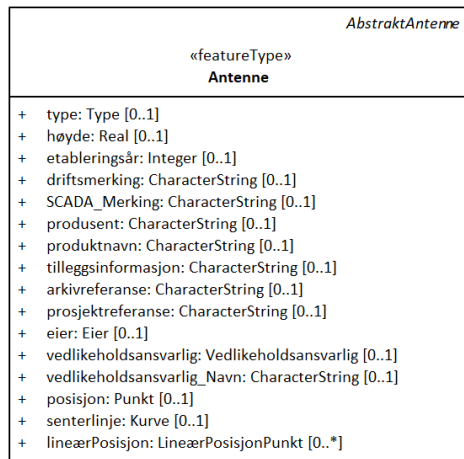 AbstraktAntenne
«featureType»
Antenne
+ type: Type [0..1]
+ høyde: Real [0..1]
+ etableringsår: Integer [0..1]
+ driftsmerking: CharacterString [0..1]
+ SCADA_Merking: CharacterString [0..1]
+ produsent: CharacterString [0..1]
+ produktnavn: CharacterString [0..1]
+ tilleggsinformasjon: CharacterString [0..1]
+ arkivreferanse: CharacterString [0..1]
+ prosjektreferanse: CharacterString [0..1]
+ eier: Eier [0..1]
+ vedlikeholdsansvarlig: Vedlikeholdsansvarlig [0..1]
+ vedlikeholdsansvarlig_Navn: CharacterString [0..1]
+ posisjon: Punkt [0..1]
+ senterlinje: Kurve [0..1]
+ lineærPosisjon: LineærPosisjonPunkt [0..*]